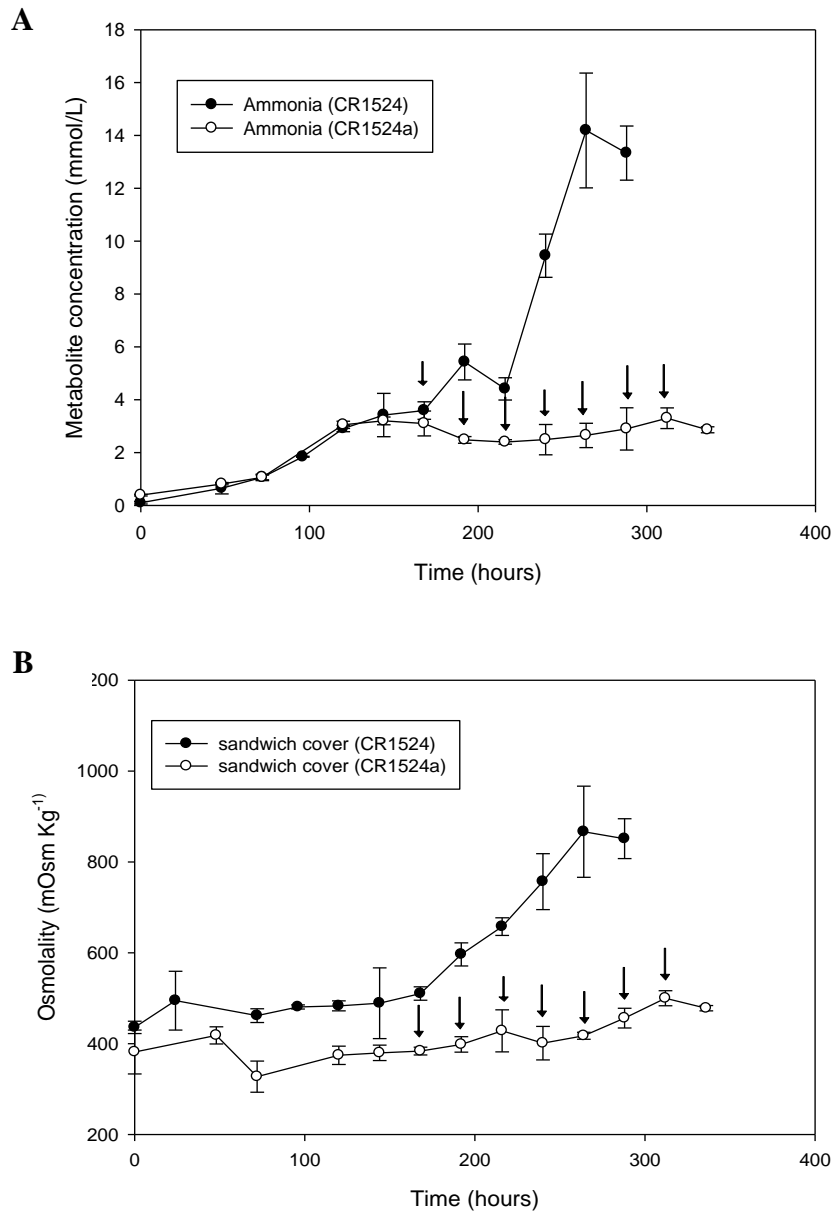 A
Metabolite concentration (mmol/L)
18
16
14
12
10
8
6
4
2
0
Ammonia (CR1524)
Ammonia (CR1524a)
0 100 200 300 400
Time (hours)
B
Osmolality (mOsm Kg-1)
200
1000
800
600
400
200
sandwich cover (CR1524)
sandwich cover (CR1524a)
0 100 200 300 400
Time (hours)